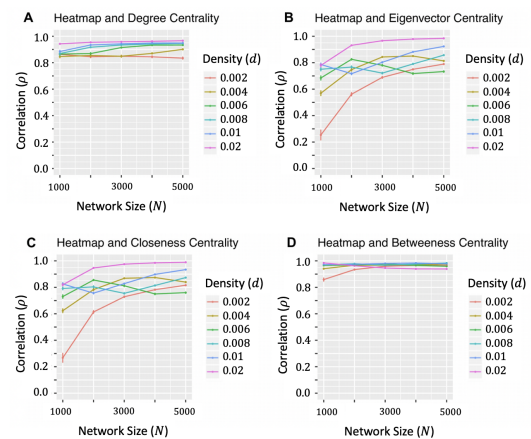 A Heatmap and Degree Centrality
Correlation (ρ)
1.0
0.8
0.6
0.4
0.2
0.0
1000 3000 5000
Network Size (N)
Density (d)
0.002
0.004
0.006
0.008
0.01
0.02
B Heatmap and Eigenvector Centrality
Correlation (ρ)
1.0
0.8
0.6
0.4
0.2
0.0
1000 3000 5000
Network Size (N)
Density (d)
0.002
0.004
0.006
0.008
0.01
0.02
C Heatmap and Closeness Centrality
Correlation (ρ)
1.0
0.8
0.6
0.4
0.2
0.0
1000 3000 5000
Network Size (N)
Density (d)
0.002
0.004
0.006
0.008
0.01
0.02
D Heatmap and Betweeness Centrality
Correlation (ρ)
1.0
0.8
0.6
0.4
0.2
0.0
1000 3000 5000
Network Size (N)
Density (d)
0.002
0.004
0.006
0.008
0.01
0.02